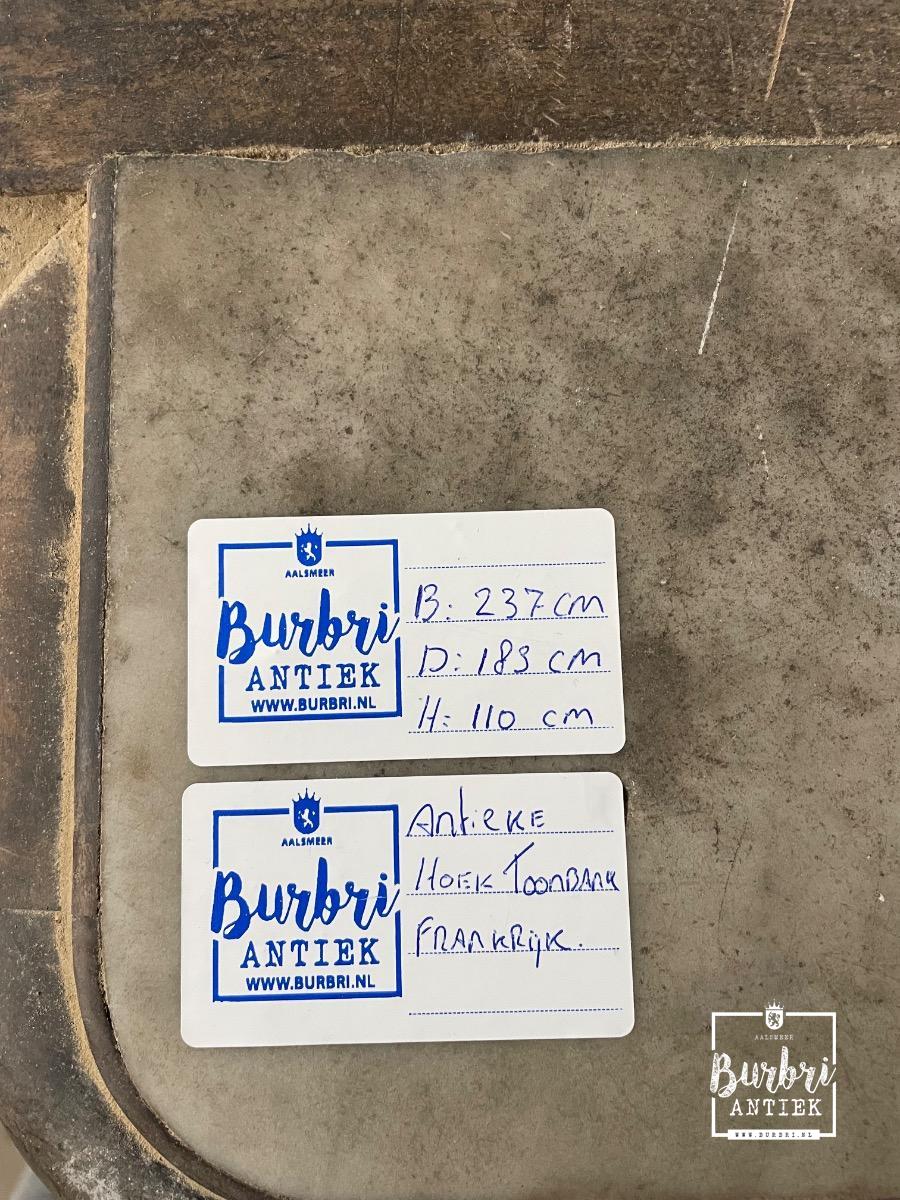 AALSMEER
Burbri
ANTIEK
WWW.BURBRI.NL
B: 237 cm
D: 183 cm
H: 110 cm
AALSMEER
Burbri
ANTIEK
WWW.BURBRI.NL
Antieke
Hoek Toonbank
Frankrijk.
AALSMEER
Burbri
ANTIEK
WWW.BURBRI.NL